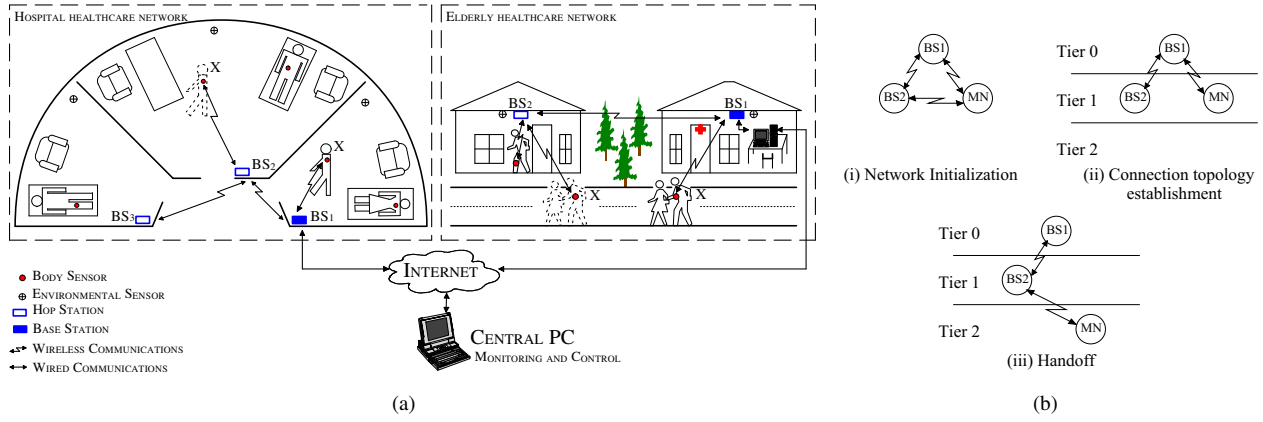 HOSPITAL HEALTHCARE NETWORK
X
X
BS2
BS3
BS1
ELDERLY HEALTHCARE NETWORK
BS2
BS1
X
X
INTERNET
CENTRAL PC
MONITORING AND CONTROL
BODY SENSOR
ENVIRONMENTAL SENSOR
HOP STATION
BASE STATION
WIRELESS COMMUNICATIONS
WIRED COMMUNICATIONS
(a)
BS1
BS2
MN
(i) Network Initialization
Tier 0
BS1
Tier 1
BS2
MN
Tier 2
(ii) Connection topology
establishment
Tier 0
BS1
Tier 1
BS2
Tier 2
MN
(iii) Handoff
(b)